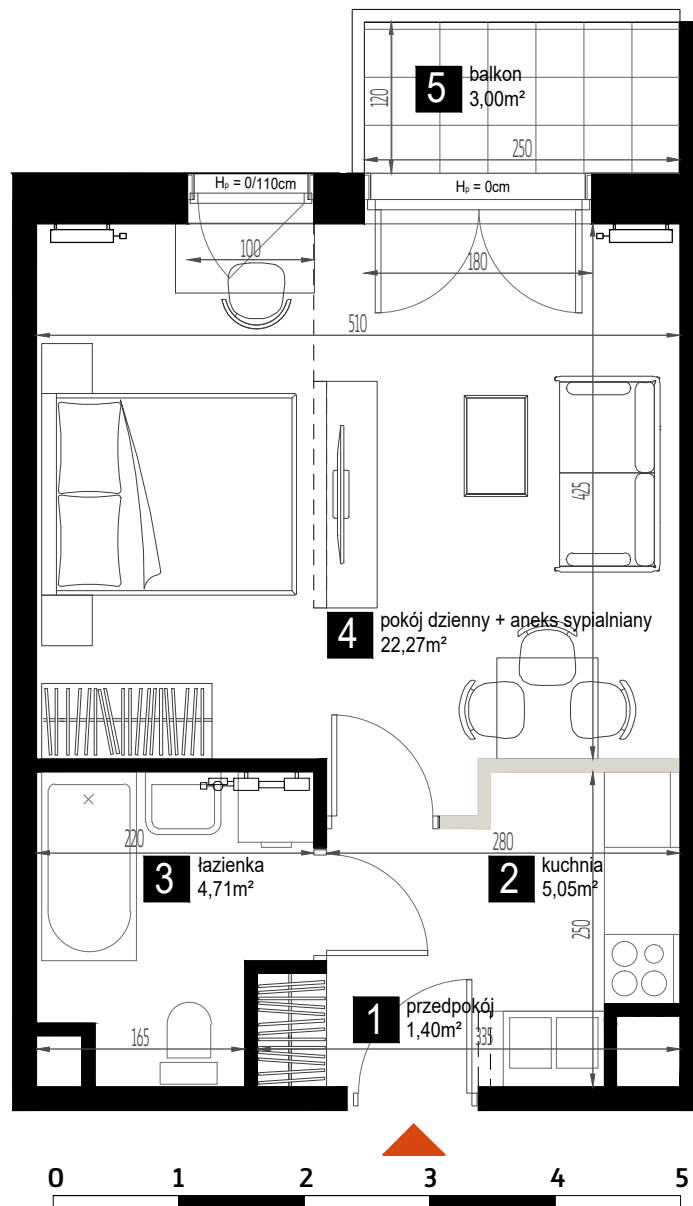 5 balkon
3,00m²
120
250
Hₚ = 0/110cm
Hₚ = 0cm
100
180
510
425
4 pokój dzienny + aneks sypialniany
22,27m²
220
280
3 łazienka
4,71m²
2 kuchnia
5,05m²
250
1 przedpokój
1,40m²
165
335
0 1 2 3 4 5